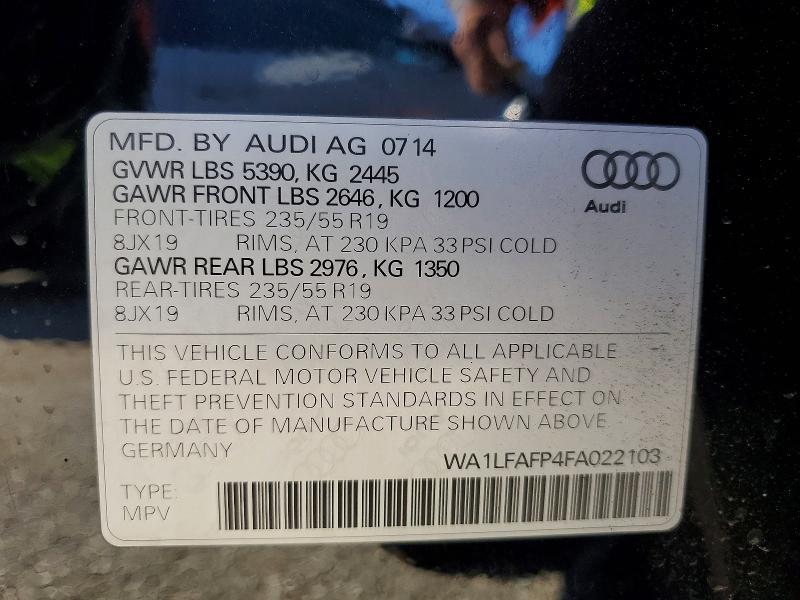 MFD. BY AUDI AG 0714
GVWR LBS 5390, KG 2445
GAWR FRONT LBS 2646, KG 1200
FRONT-TIRES 235/55 R19
8JX19 RIMS, AT 230 KPA 33 PSI COLD
GAWR REAR LBS 2976, KG 1350
REAR-TIRES 235/55 R19
8JX19 RIMS, AT 230 KPA 33 PSI COLD
Audi
THIS VEHICLE CONFORMS TO ALL APPLICABLE
U.S. FEDERAL MOTOR VEHICLE SAFETY AND
THEFT PREVENTION STANDARDS IN EFFECT ON
THE DATE OF MANUFACTURE SHOWN ABOVE
GERMANY
WA1LFAFP4FA022103
TYPE:
MPV